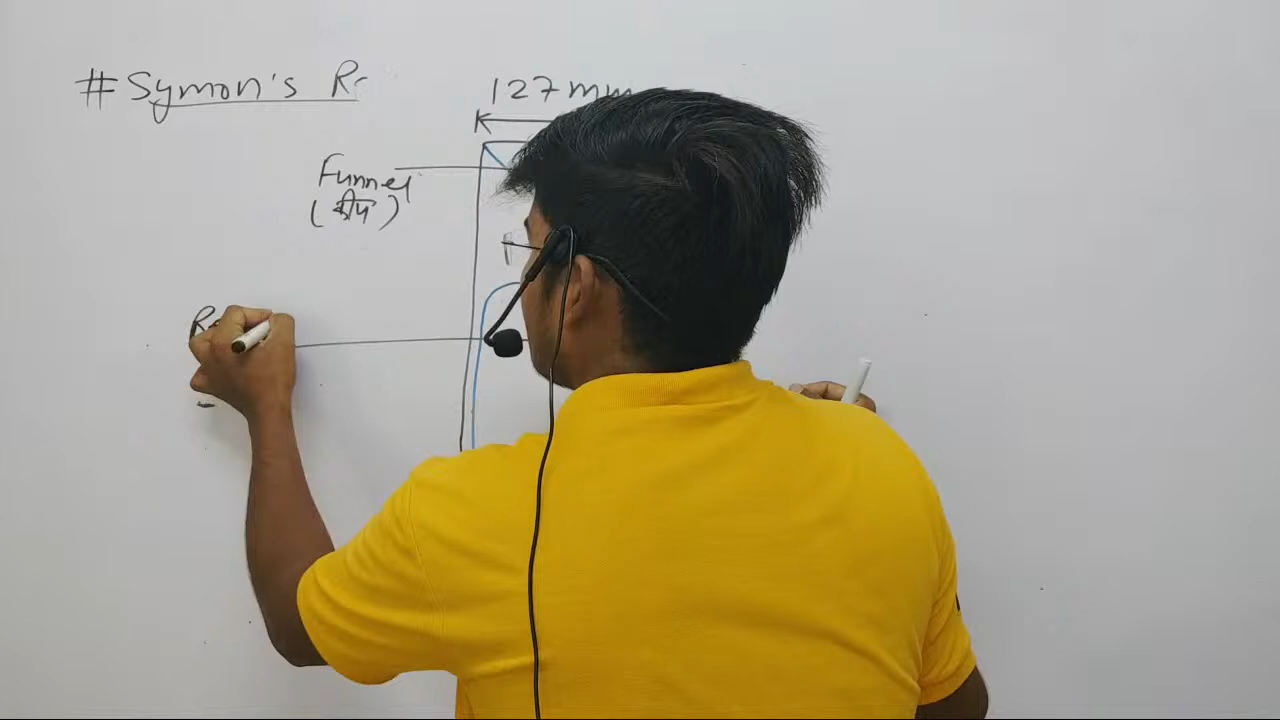 # Symon's R
127 mm
Funnel
(कीप)